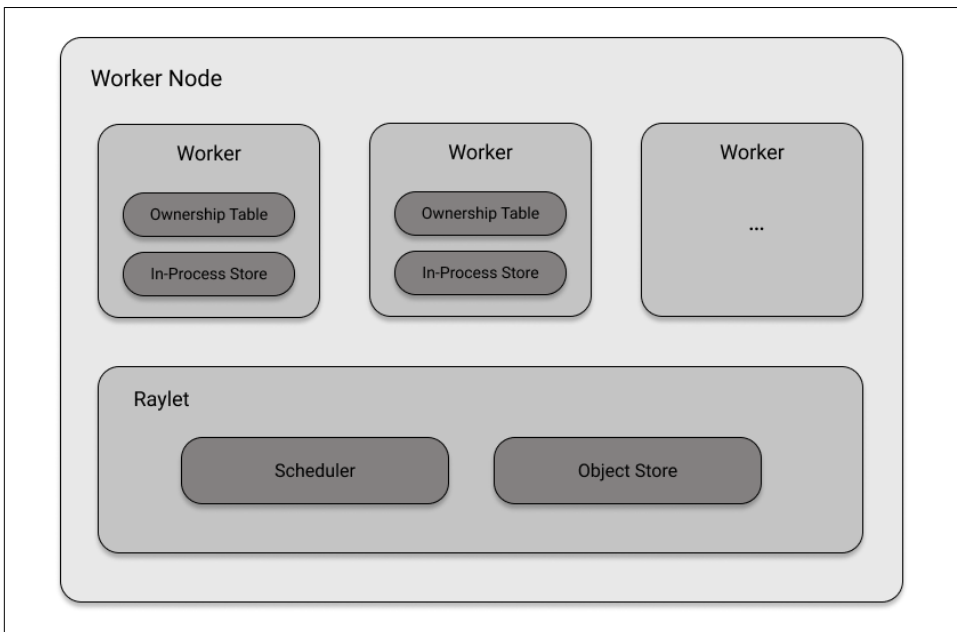 Worker Node
Worker
Ownership Table
In-Process Store
Worker
Ownership Table
In-Process Store
Worker
...
Raylet
Scheduler
Object Store